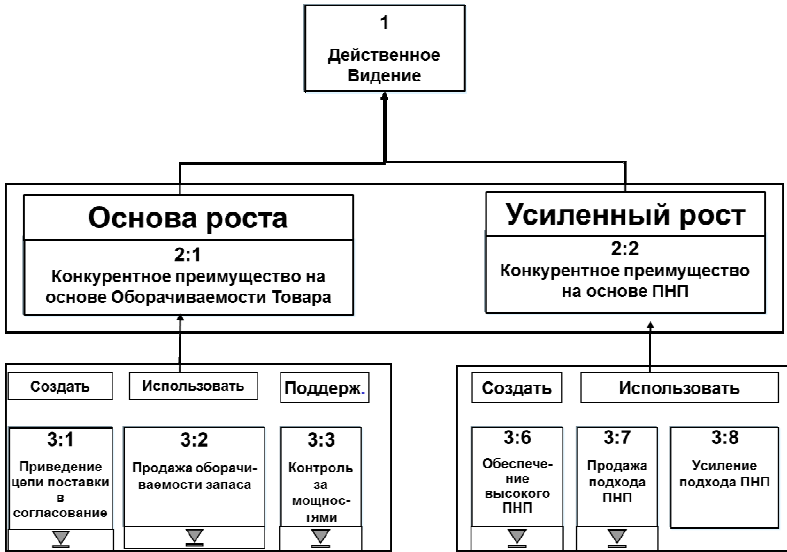 1
Действенное
Видение
Основа роста
2:1
Конкурентное преимущество на
основе Оборачиваемости Товара
Усиленный рост
2:2
Конкурентное преимущество
на основе ПНП
Создать
Использовать
Поддерж.
3:1
Приведение
цепи поставки
в
согласование
3:2
Продажа оборачи-
ваемости запаса
3:3
Контроль
за
мощнос-
тями
Создать
Использовать
3:6
Обеспече-
ние
высокого
ПНП
3:7
Продажа
подхода
ПНП
3:8
Усиление
подхода ПНП